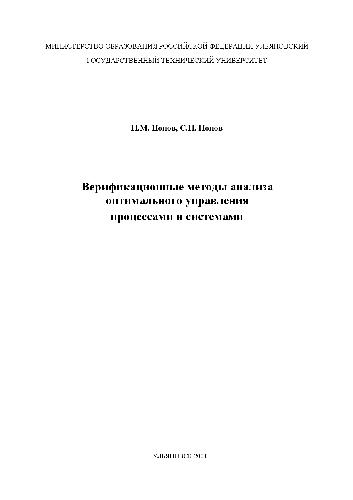 МИНИСТЕРСТВО ОБРАЗОВАНИЯ РОССИЙСКОЙ ФЕДЕРАЦИИ УЛЬЯНОВСКИЙ
ГОСУДАРСТВЕННЫЙ ТЕХНИЧЕСКИЙ УНИВЕРСИТЕТ
П.М. Попов, С.П. Попов
Верификационные методы анализа
оптимального управления
процессами и системами